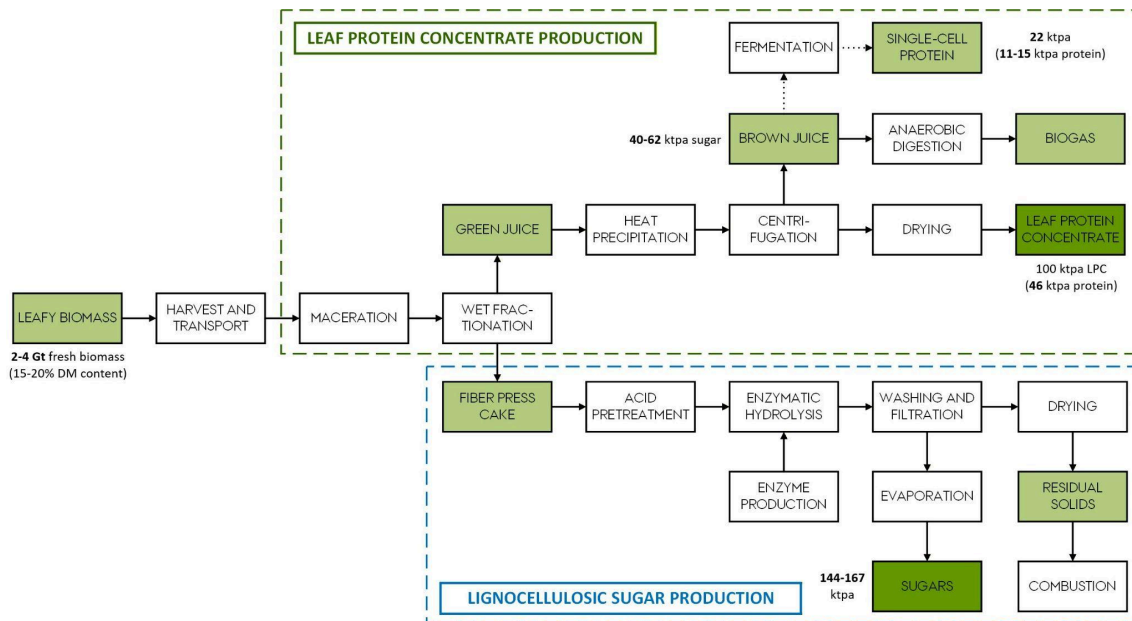 LEAF PROTEIN CONCENTRATE PRODUCTION
FERMENTATION
SINGLE-CELL
PROTEIN
22 ktpa
(11-15 ktpa protein)
40-62 ktpa sugar
BROWN JUICE
ANAEROBIC
DIGESTION
BIOGAS
GREEN JUICE
HEAT
PRECIPITATION
CENTRI-
FUGATION
DRYING
LEAF PROTEIN
CONCENTRATE
100 ktpa LPC
(46 ktpa protein)
LEAFY BIOMASS
HARVEST AND
TRANSPORT
MACERATION
WET FRAC-
TIONATION
2-4 Gt fresh biomass
(15-20% DM content)
FIBER PRESS
CAKE
ACID
PRETREATMENT
ENZYMATIC
HYDROLYSIS
WASHING AND
FILTRATION
DRYING
ENZYME
PRODUCTION
EVAPORATION
RESIDUAL
SOLIDS
144-167
ktpa
SUGARS
COMBUSTION
LIGNOCELLULOSIC SUGAR PRODUCTION